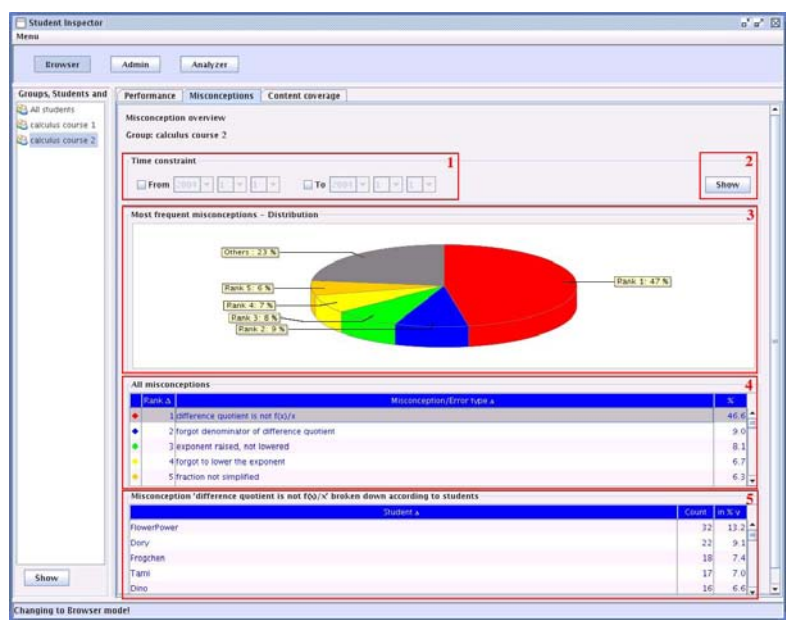 Student Inspector
Menu
Browser Admin Analyzer
Groups, Students and
All students
calculus course 1
calculus course 2
Show
Performance Misconceptions Content coverage
Misconception overview
Group: calculus course 2
Time constraint 1
From 2004 1 1 To 2004 1 1
2
Show
Most frequent misconceptions - Distribution 3
Others : 23 %
Rank 1: 47 %
Rank 5: 6 %
Rank 4: 7 %
Rank 3: 8 %
Rank 2: 9 %
All misconceptions 4
Rank Misconception/Error type %
1 difference quotient is not f(x)/x 46.6
2 forgot denominator of difference quotient 9.0
3 exponent raised, not lowered 8.1
4 forgot to lower the exponent 6.7
5 fraction not simplified 6.3
Misconception 'difference quotient is not f(x)/x' broken down according to students 5
Student Count in %
FlowerPower 32 13.2
Dory 22 9.1
Frogchen 18 7.4
Tami 17 7.0
Dino 16 6.6
Changing to Browser mode!